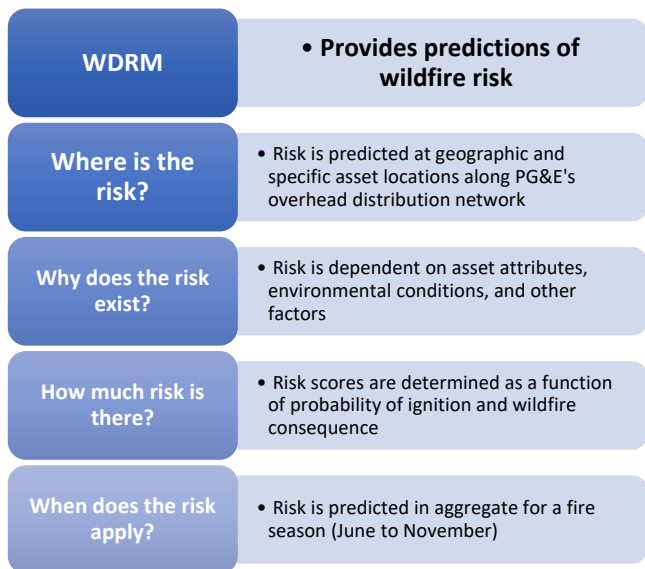 WDRM
• Provides predictions of
wildfire risk
Where is the
risk?
• Risk is predicted at geographic and
specific asset locations along PG&E's
overhead distribution network
Why does the risk
exist?
• Risk is dependent on asset attributes,
environmental conditions, and other
factors
How much risk is
there?
• Risk scores are determined as a function
of probability of ignition and wildfire
consequence
When does the risk
apply?
• Risk is predicted in aggregate for a fire
season (June to November)